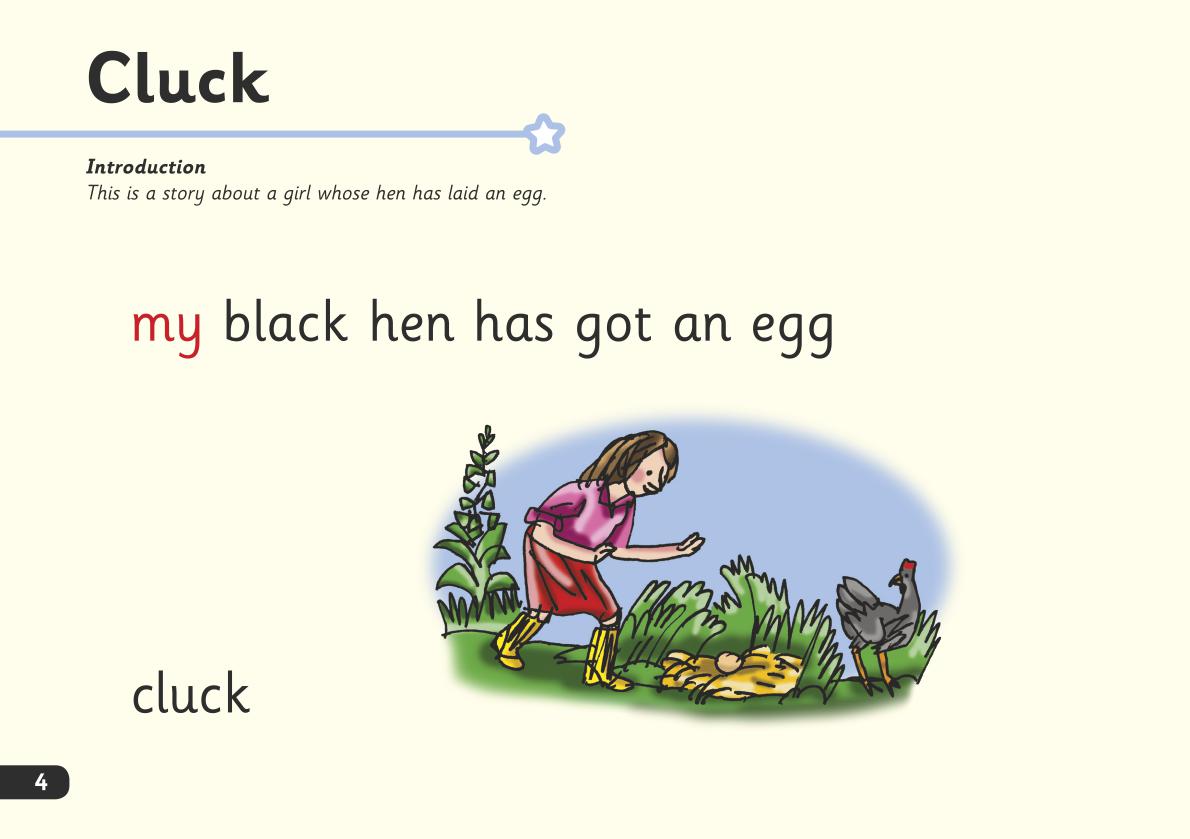 Cluck
Introduction
This is a story about a girl whose hen has laid an egg.
my black hen has got an egg
cluck
4